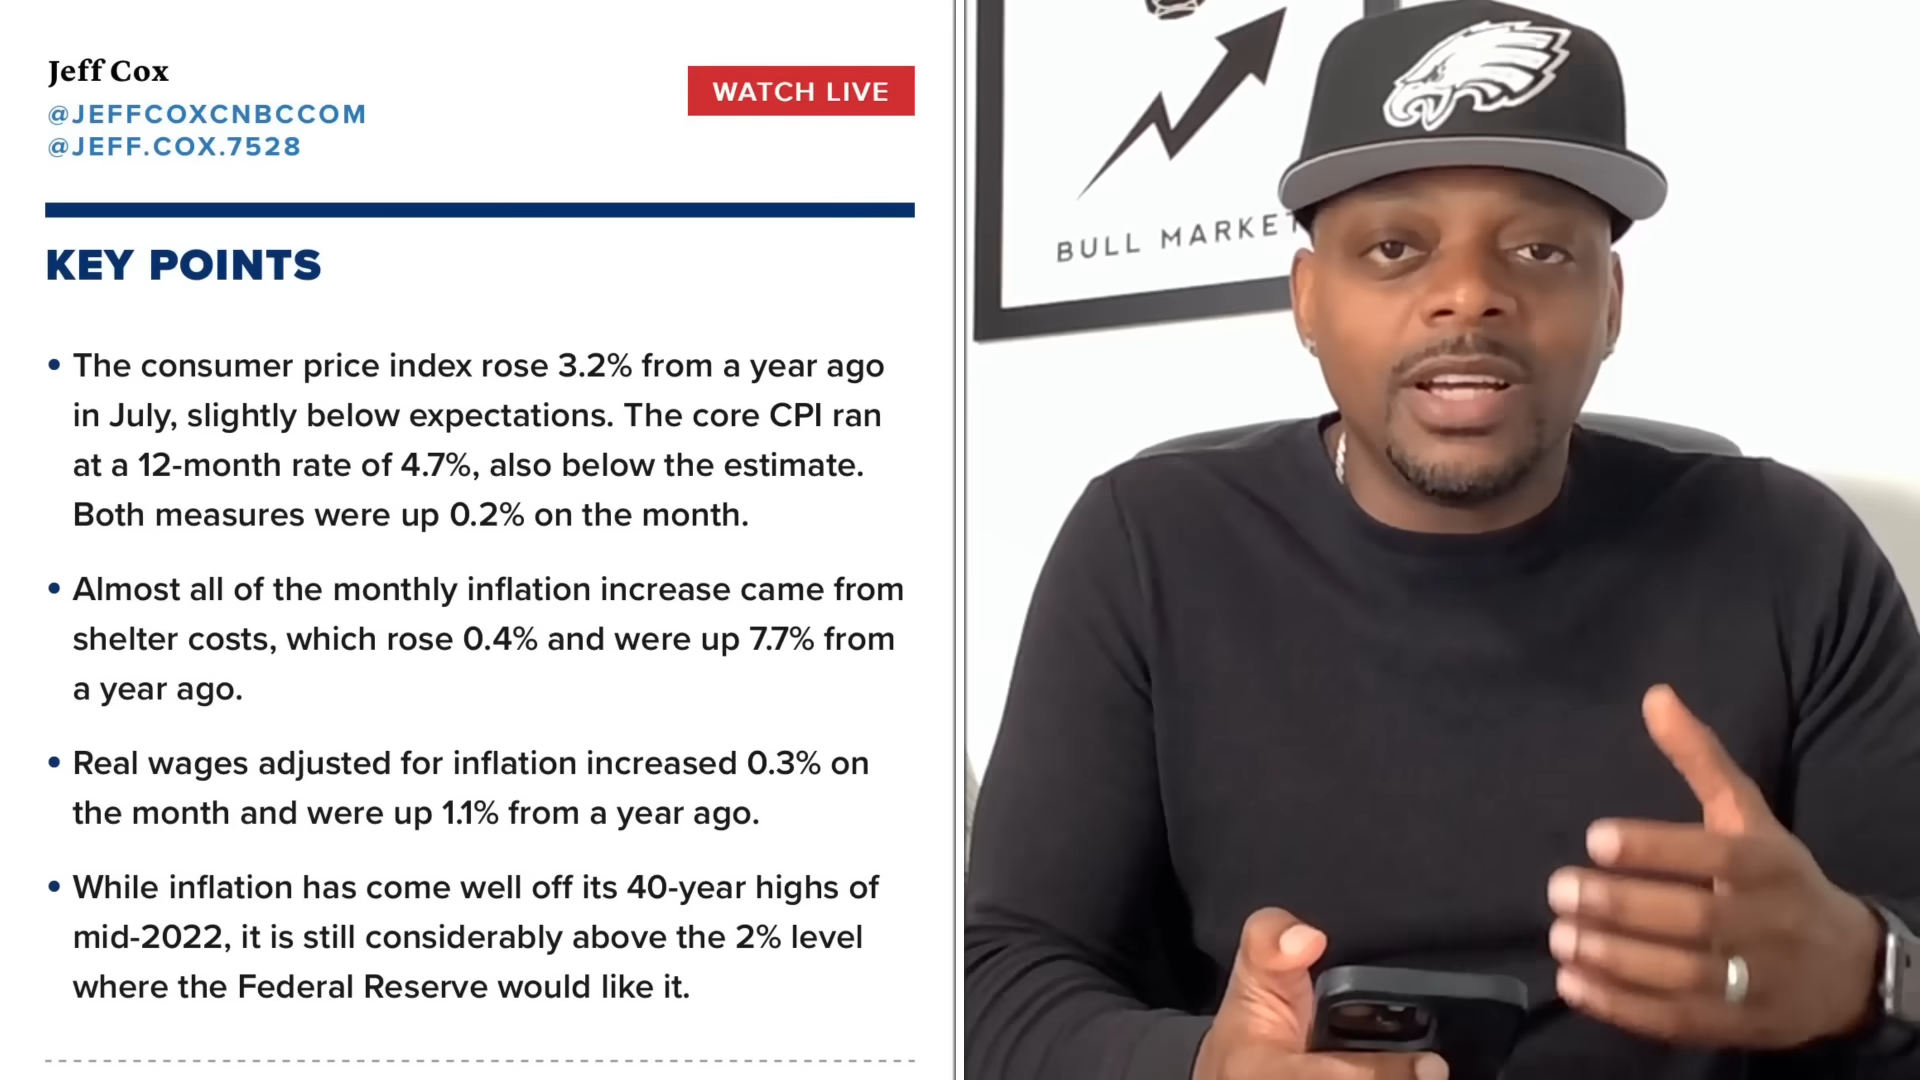 Jeff Cox
@JEFFCOXCNBCCOM
@JEFF.COX.7528
WATCH LIVE
KEY POINTS
• The consumer price index rose 3.2% from a year ago
in July, slightly below expectations. The core CPI ran
at a 12-month rate of 4.7%, also below the estimate.
Both measures were up 0.2% on the month.
• Almost all of the monthly inflation increase came from
shelter costs, which rose 0.4% and were up 7.7% from
a year ago.
• Real wages adjusted for inflation increased 0.3% on
the month and were up 1.1% from a year ago.
• While inflation has come well off its 40-year highs of
mid-2022, it is still considerably above the 2% level
where the Federal Reserve would like it.
BULL MARKET